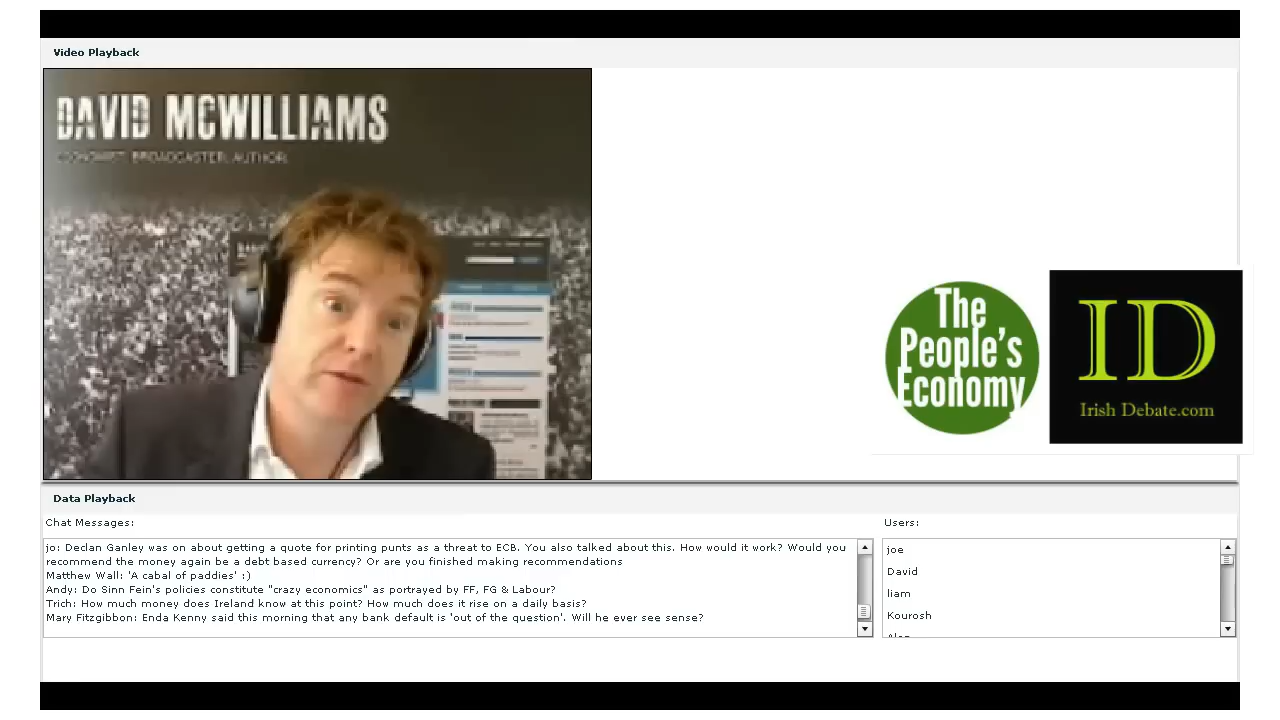 Video Playback
DAVID MCWILLIAMS
ECONOMIST. BROADCASTER. AUTHOR.
The
People's
Economy
ID
Irish Debate.com
Data Playback
Chat Messages:
Users:
jo: Declan Ganley was on about getting a quote for printing punts as a threat to ECB. You also talked about this. How would it work? Would you
recommend the money again be a debt based currency? Or are you finished making recommendations
Matthew Wall: 'A cabal of paddies' :)
Andy: Do Sinn Fein's policies constitute "crazy economics" as portrayed by FF, FG & Labour?
Trich: How much money does Ireland know at this point? How much does it rise on a daily basis?
Mary Fitzgibbon: Enda Kenny said this morning that any bank default is 'out of the question'. Will he ever see sense?
joe
David
liam
Kourosh